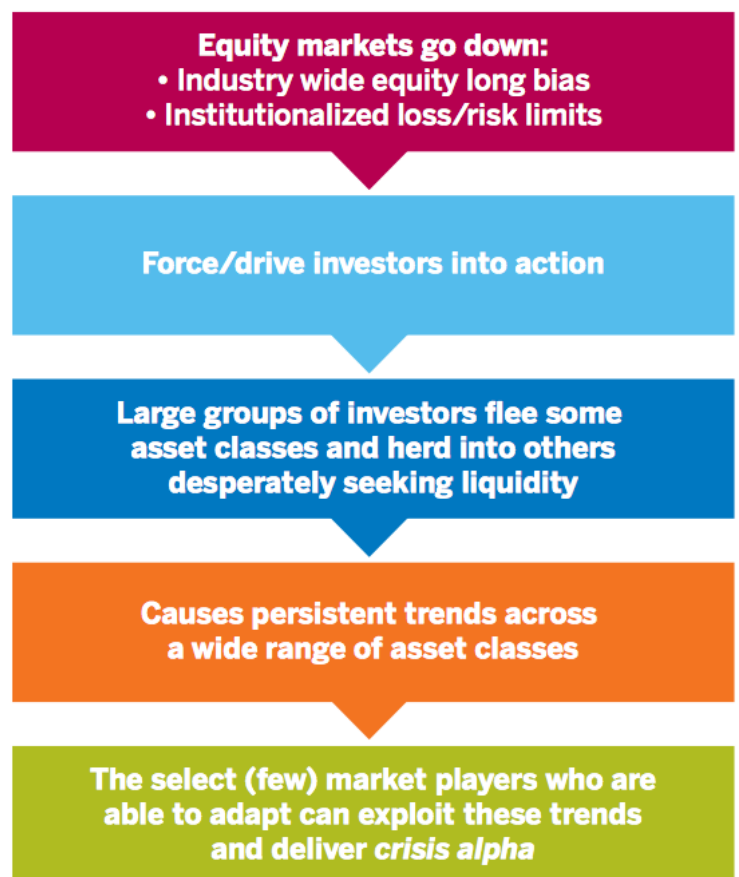 Equity markets go down:
• Industry wide equity long bias
• Institutionalized loss/risk limits
Force/drive investors into action
Large groups of investors flee some
asset classes and herd into others
desperately seeking liquidity
Causes persistent trends across
a wide range of asset classes
The select (few) market players who are
able to adapt can exploit these trends
and deliver crisis alpha